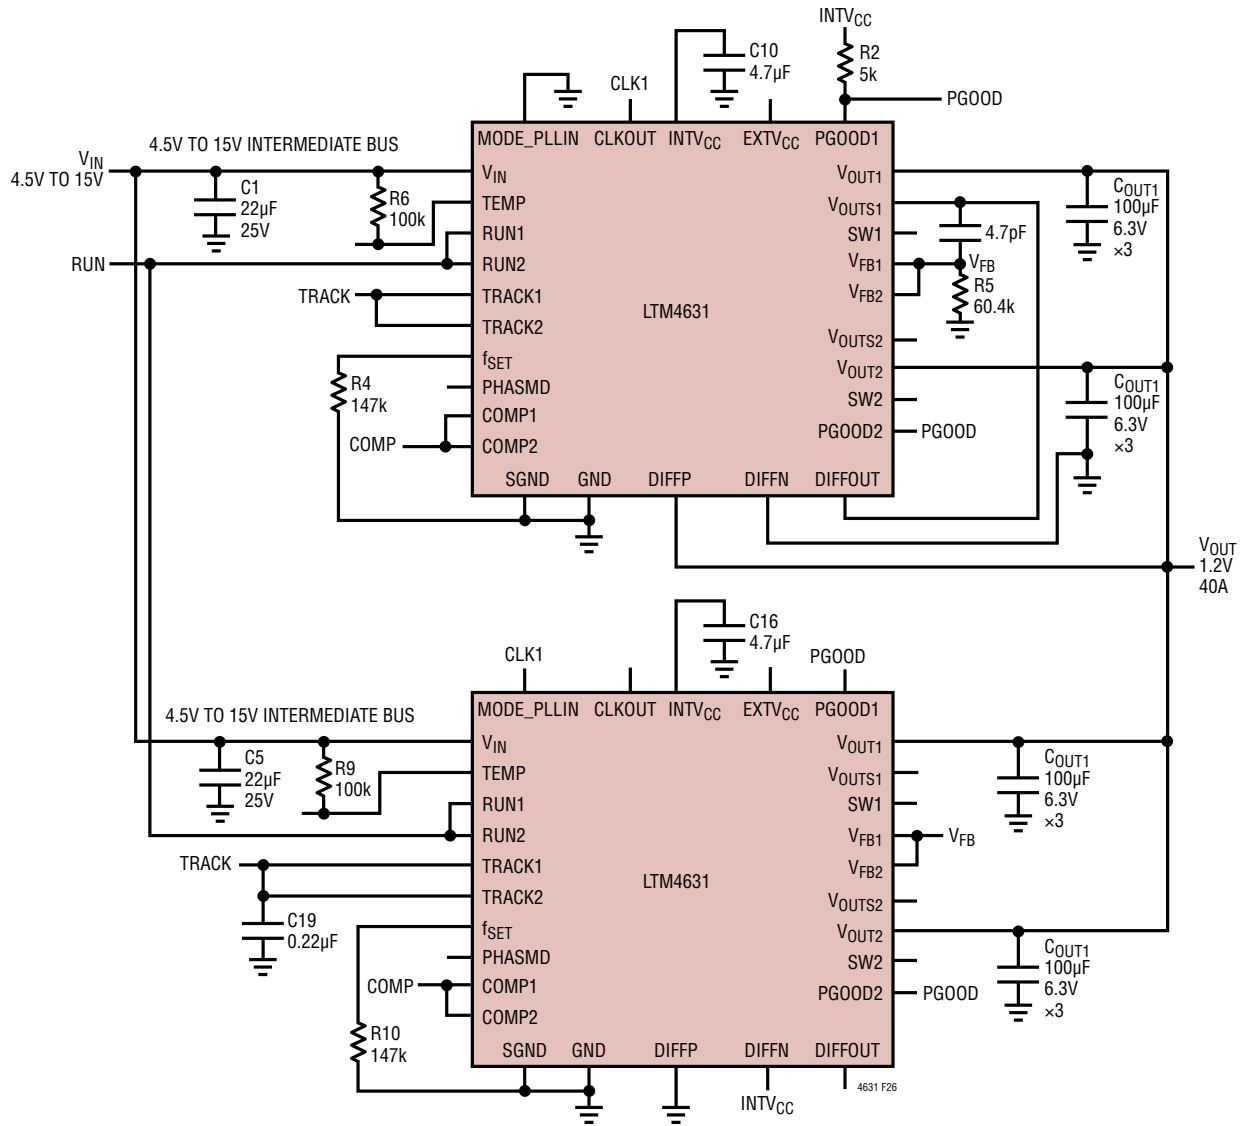 INTVCC
R2
5k
C10
4.7µF
CLK1
PGOOD
MODE_PLLIN
CLKOUT
INTVCC
EXTVCC
PGOOD1
4.5V TO 15V INTERMEDIATE BUS
VIN
4.5V TO 15V
C1
22µF
25V
R6
100k
RUN
TRACK
R4
147k
COMP
VIN
TEMP
RUN1
RUN2
TRACK1
TRACK2
fSET
PHASMD
COMP1
COMP2
LTM4631
VOUT1
VOUTS1
SW1
VFB1
VFB2
VOUTS2
VOUT2
SW2
PGOOD2
PGOOD
4.7pF
VFB
R5
60.4k
COUT1
100µF
6.3V
×3
COUT1
100µF
6.3V
×3
SGND
GND
DIFFP
DIFFN
DIFFOUT
VOUT
1.2V
40A
C16
4.7µF
CLK1
PGOOD
MODE_PLLIN
CLKOUT
INTVCC
EXTVCC
PGOOD1
4.5V TO 15V INTERMEDIATE BUS
C5
22µF
25V
R9
100k
TRACK
C19
0.22µF
COMP
R10
147k
VIN
TEMP
RUN1
RUN2
TRACK1
TRACK2
fSET
PHASMD
COMP1
COMP2
LTM4631
VOUT1
VOUTS1
SW1
VFB1
VFB2
VOUTS2
VOUT2
SW2
PGOOD2
VFB
PGOOD
COUT1
100µF
6.3V
×3
COUT1
100µF
6.3V
×3
SGND
GND
DIFFP
DIFFN
DIFFOUT
INTVCC
4631 F26